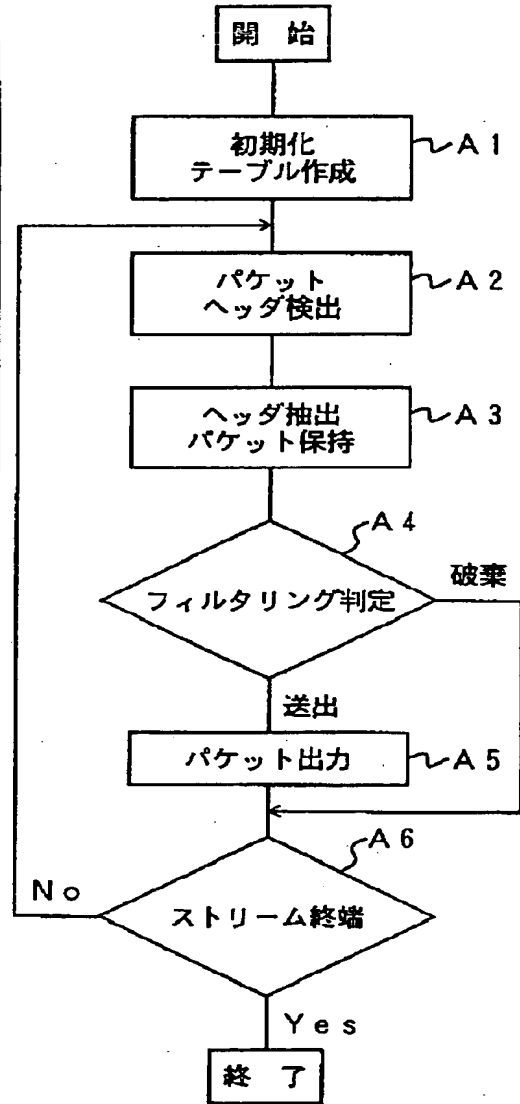 開　始
初期化
テーブル作成
A1
パケット
ヘッダ検出
A2
ヘッダ抽出
パケット保持
A3
A4
フィルタリング判定
破棄
送出
パケット出力
A5
A6
No
ストリーム終端
Yes
終　了